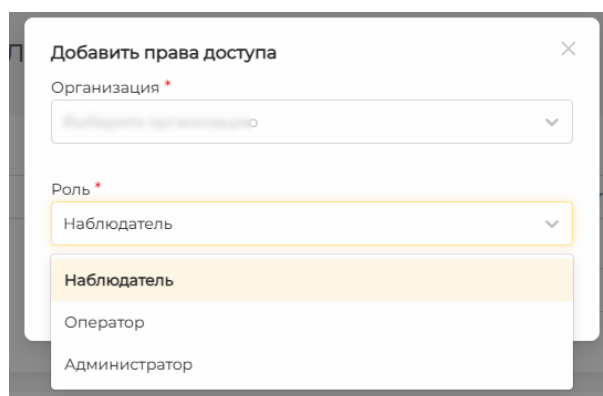 Добавить права доступа
Организация *
Роль *
Наблюдатель
Наблюдатель
Оператор
Администратор